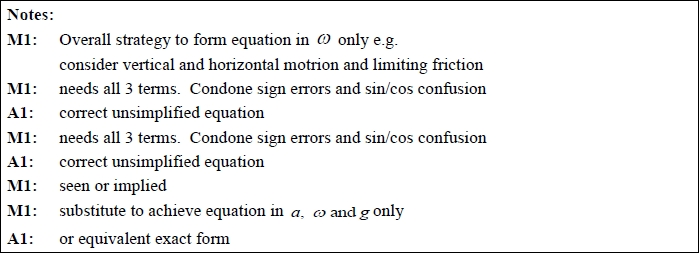 Notes:
M1: Overall strategy to form equation in ω only e.g.
consider vertical and horizontal motrion and limiting friction
M1: needs all 3 terms. Condone sign errors and sin/cos confusion
A1: correct unsimplified equation
M1: needs all 3 terms. Condone sign errors and sin/cos confusion
A1: correct unsimplified equation
M1: seen or implied
M1: substitute to achieve equation in a, ω and g only
A1: or equivalent exact form